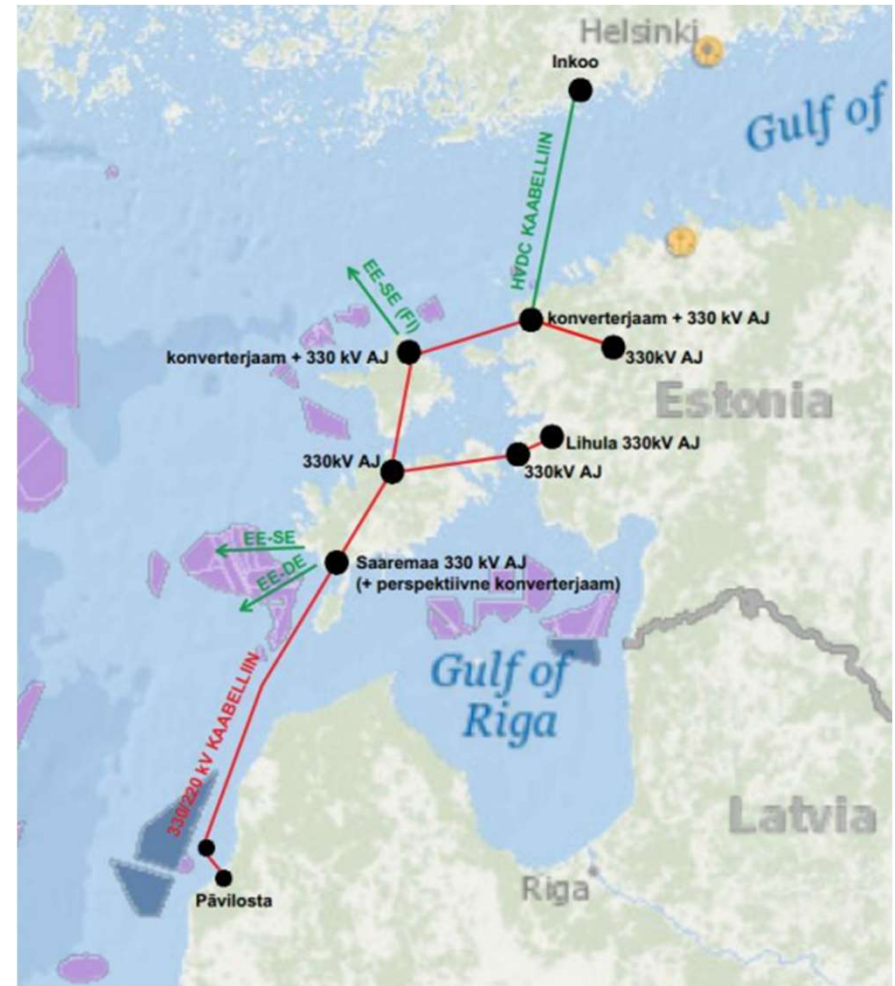 Helsinki
Inkoo
Gulf of
HVDC KAABELLIIN
EE-SE (FI)
konverterjaam + 330 kV AJ
konverterjaam + 330 kV AJ
330kV AJ
Estonia
Lihula 330kV AJ
330kV AJ
330kV AJ
EE-SE
EE-DE
Saaremaa 330 kV AJ
(+ perspektiivne konverterjaam)
Gulf of
Riga
330/220 kV KAABELLIIN
Latvia
Riga
Pāvilosta